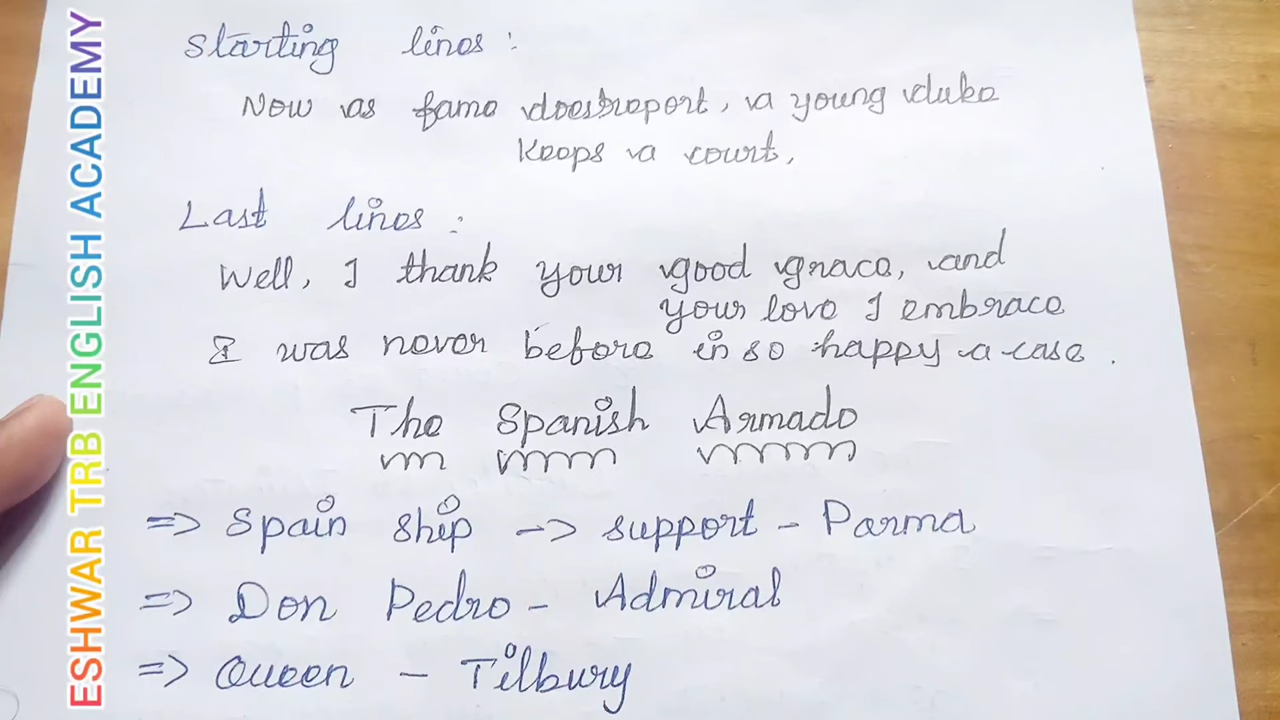 ESHWAR TRB ENGLISH ACADEMY
Starting lines :
Now as fame doestreport, a young duke
Keeps a court,
Last lines :
Well, I thank your good grace, and
your love I embrace
I was never before in so happy a case .
The Spanish Armado
=> Spain ship -> support - Parma
=> Don Pedro - Admiral
=> Queen - Tilbury